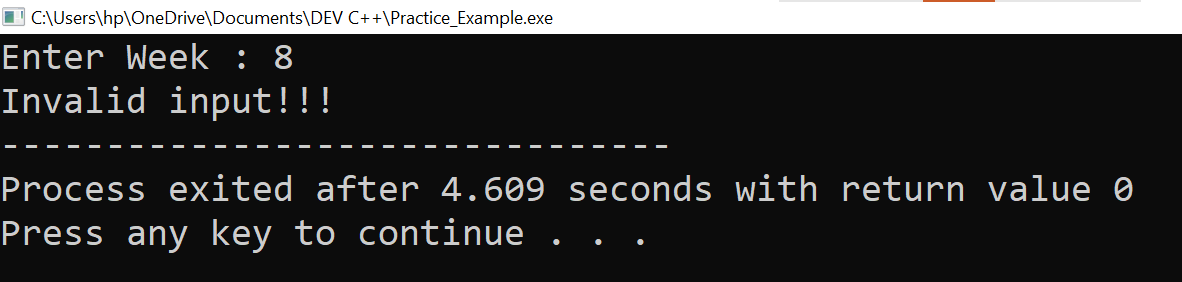 C:\Users\hp\OneDrive\Documents\DEV C++\Practice_Example.exe
Enter Week : 8
Invalid input!!!
--------------------------------
Process exited after 4.609 seconds with return value 0
Press any key to continue . . .